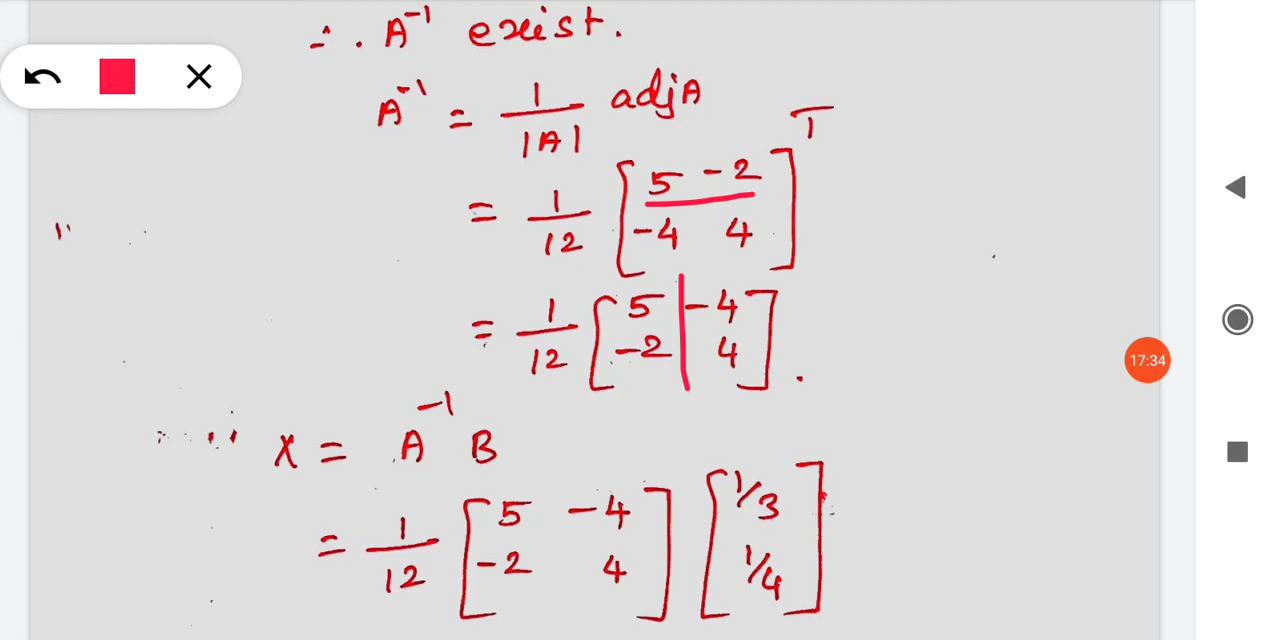 ∴ A⁻¹ exist.
A⁻¹ = 1/|A| adjA
= 1/12 [5 -2; -4 4]ᵀ
= 1/12 [5 -4; -2 4].
X = A⁻¹ B
= 1/12 [5 -4; -2 4] [1/3; 1/4]
17:34